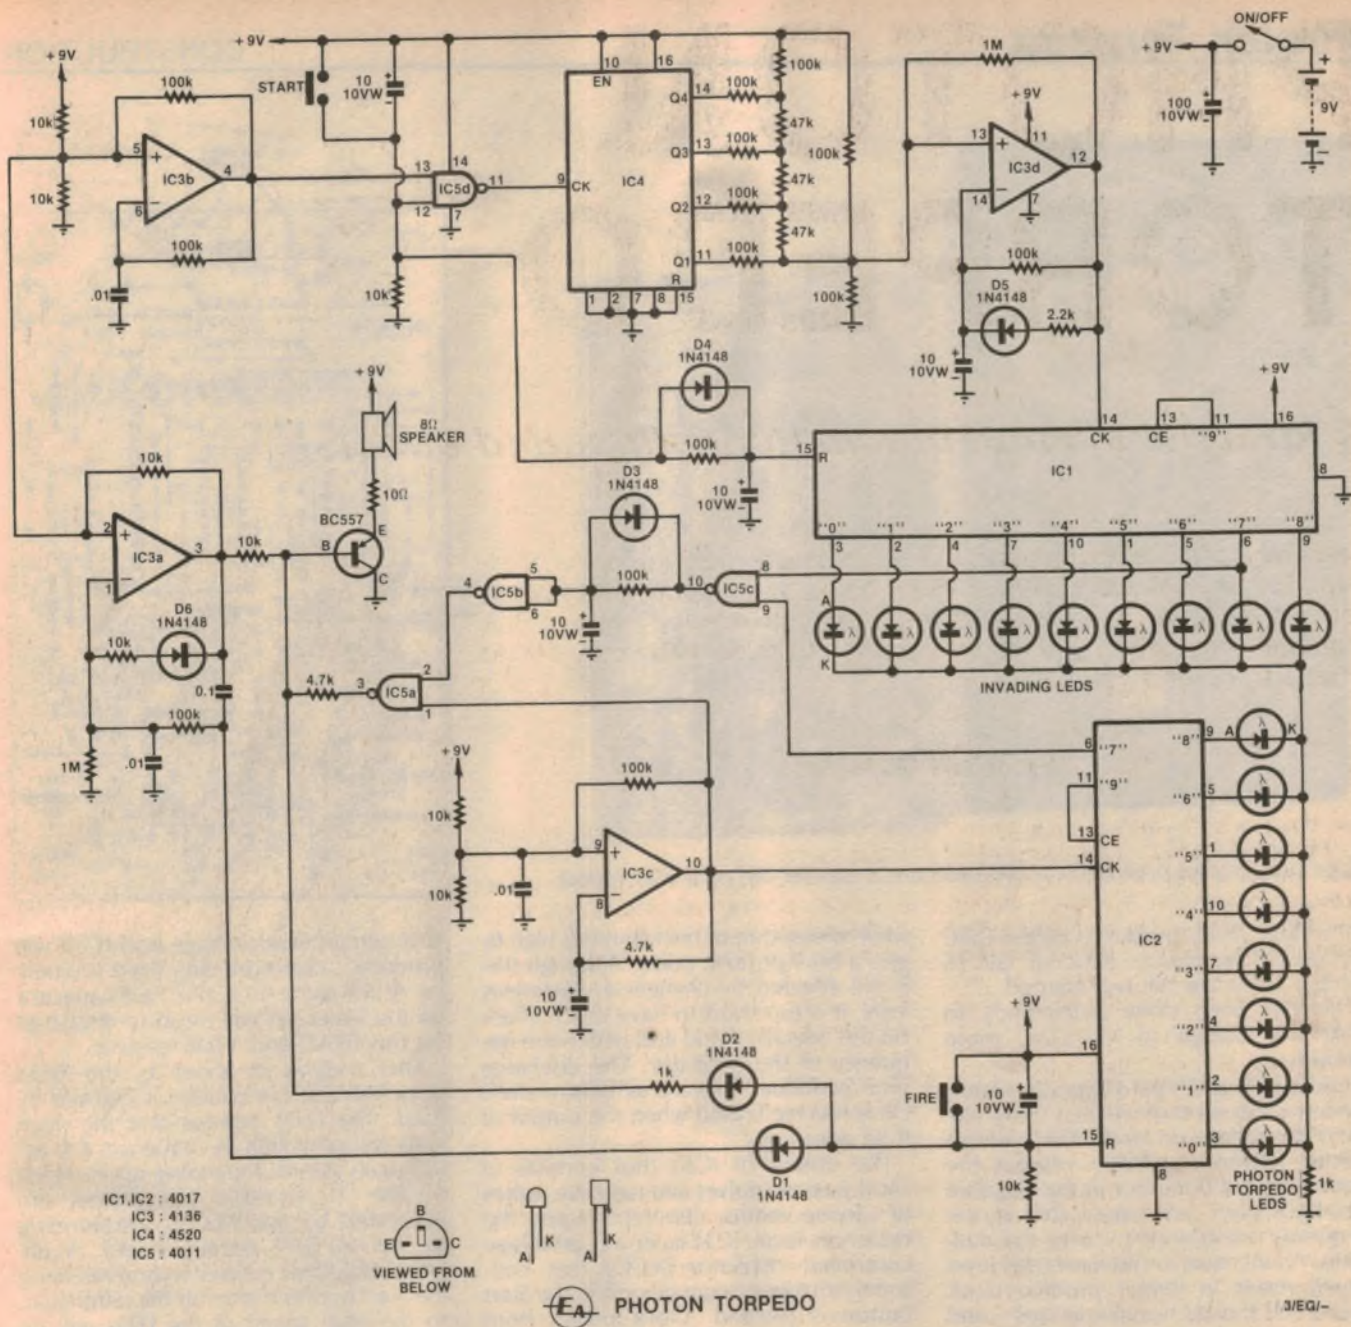 ON/OFF
+9V
+9V
+9V
9V
+
−
100
10VW
START
10
10VW
10
16
EN
100k
1M
100k
10k
10k
5
6
+
−
IC3b
4
100k
.01
13
12
14
IC5d
11
7
10k
9
CK
IC4
Q4
14
100k
Q3
13
100k
Q2
12
100k
Q1
11
100k
R
1
2
7
8
15
47k
47k
47k
100k
100k
+9V
13
14
+
−
IC3d
11
12
7
100k
D5
1N4148
2.2k
10
10VW
D4
1N4148
100k
10
10VW
+9V
14
CK
13
CE
11
"9"
16
15
R
IC1
8
"0"
"1"
"2"
"3"
"4"
"5"
"6"
"7"
"8"
3
2
4
7
10
1
5
6
9
A
K
λ
λ
λ
λ
λ
λ
λ
λ
λ
INVADING LEDS
+9V
8Ω
SPEAKER
10Ω
BC557
B
E
C
10k
2
1
+
−
IC3a
3
10k
D6
1N4148
10k
0.1
100k
1M
.01
D3
1N4148
100k
10
10VW
4
IC5b
5
6
10
IC5c
8
9
4.7k
3
IC5a
2
1
+9V
10k
10k
.01
100k
9
8
+
−
IC3c
10
4.7k
10
10VW
D2
1N4148
1k
D1
1N4148
6
"7"
11
"9"
13
CE
14
CK
IC2
16
15
R
8
"8"
9
"6"
5
"5"
1
"4"
10
"3"
7
"2"
4
"1"
2
"0"
3
A
K
λ
λ
λ
λ
λ
λ
λ
λ
PHOTON
TORPEDO
LEDS
1k
+9V
FIRE
10
10VW
10k
IC1,IC2 : 4017
IC3 : 4136
IC4 : 4520
IC5 : 4011
B
E
C
VIEWED FROM
BELOW
A
K
A
K
EA
PHOTON TORPEDO
3/EG/–